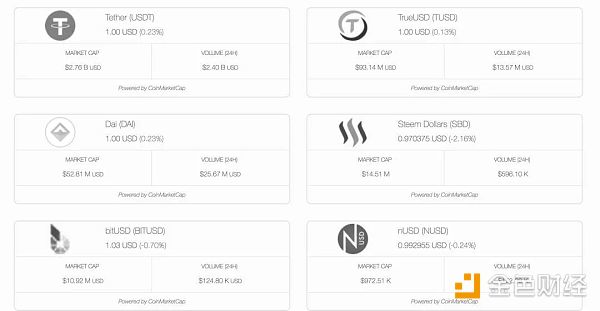 Tether (USDT)
1.00 USD (0.23%)
MARKET CAP
VOLUME (24H)
$2.76 B USD
$2.40 B USD
Powered by CoinMarketCap
TrueUSD (TUSD)
1.00 USD (0.13%)
MARKET CAP
VOLUME (24H)
$93.14 M USD
$13.57 M USD
Powered by CoinMarketCap
Dai (DAI)
1.00 USD (0.23%)
MARKET CAP
VOLUME (24H)
$52.81 M USD
$25.67 M USD
Powered by CoinMarketCap
Steem Dollars (SBD)
0.970375 USD (-2.16%)
MARKET CAP
VOLUME (24H)
$14.51 M
$596.10 K
Powered by CoinMarketCap
bitUSD (BITUSD)
1.03 USD (-0.70%)
MARKET CAP
VOLUME (24H)
$10.92 M USD
$124.80 K USD
Powered by CoinMarketCap
N USD
nUSD (NUSD)
0.992955 USD (-0.24%)
MARKET CAP
VOLUME (24H)
$972.51 K
Powered by CoinMarketCap
金色财经